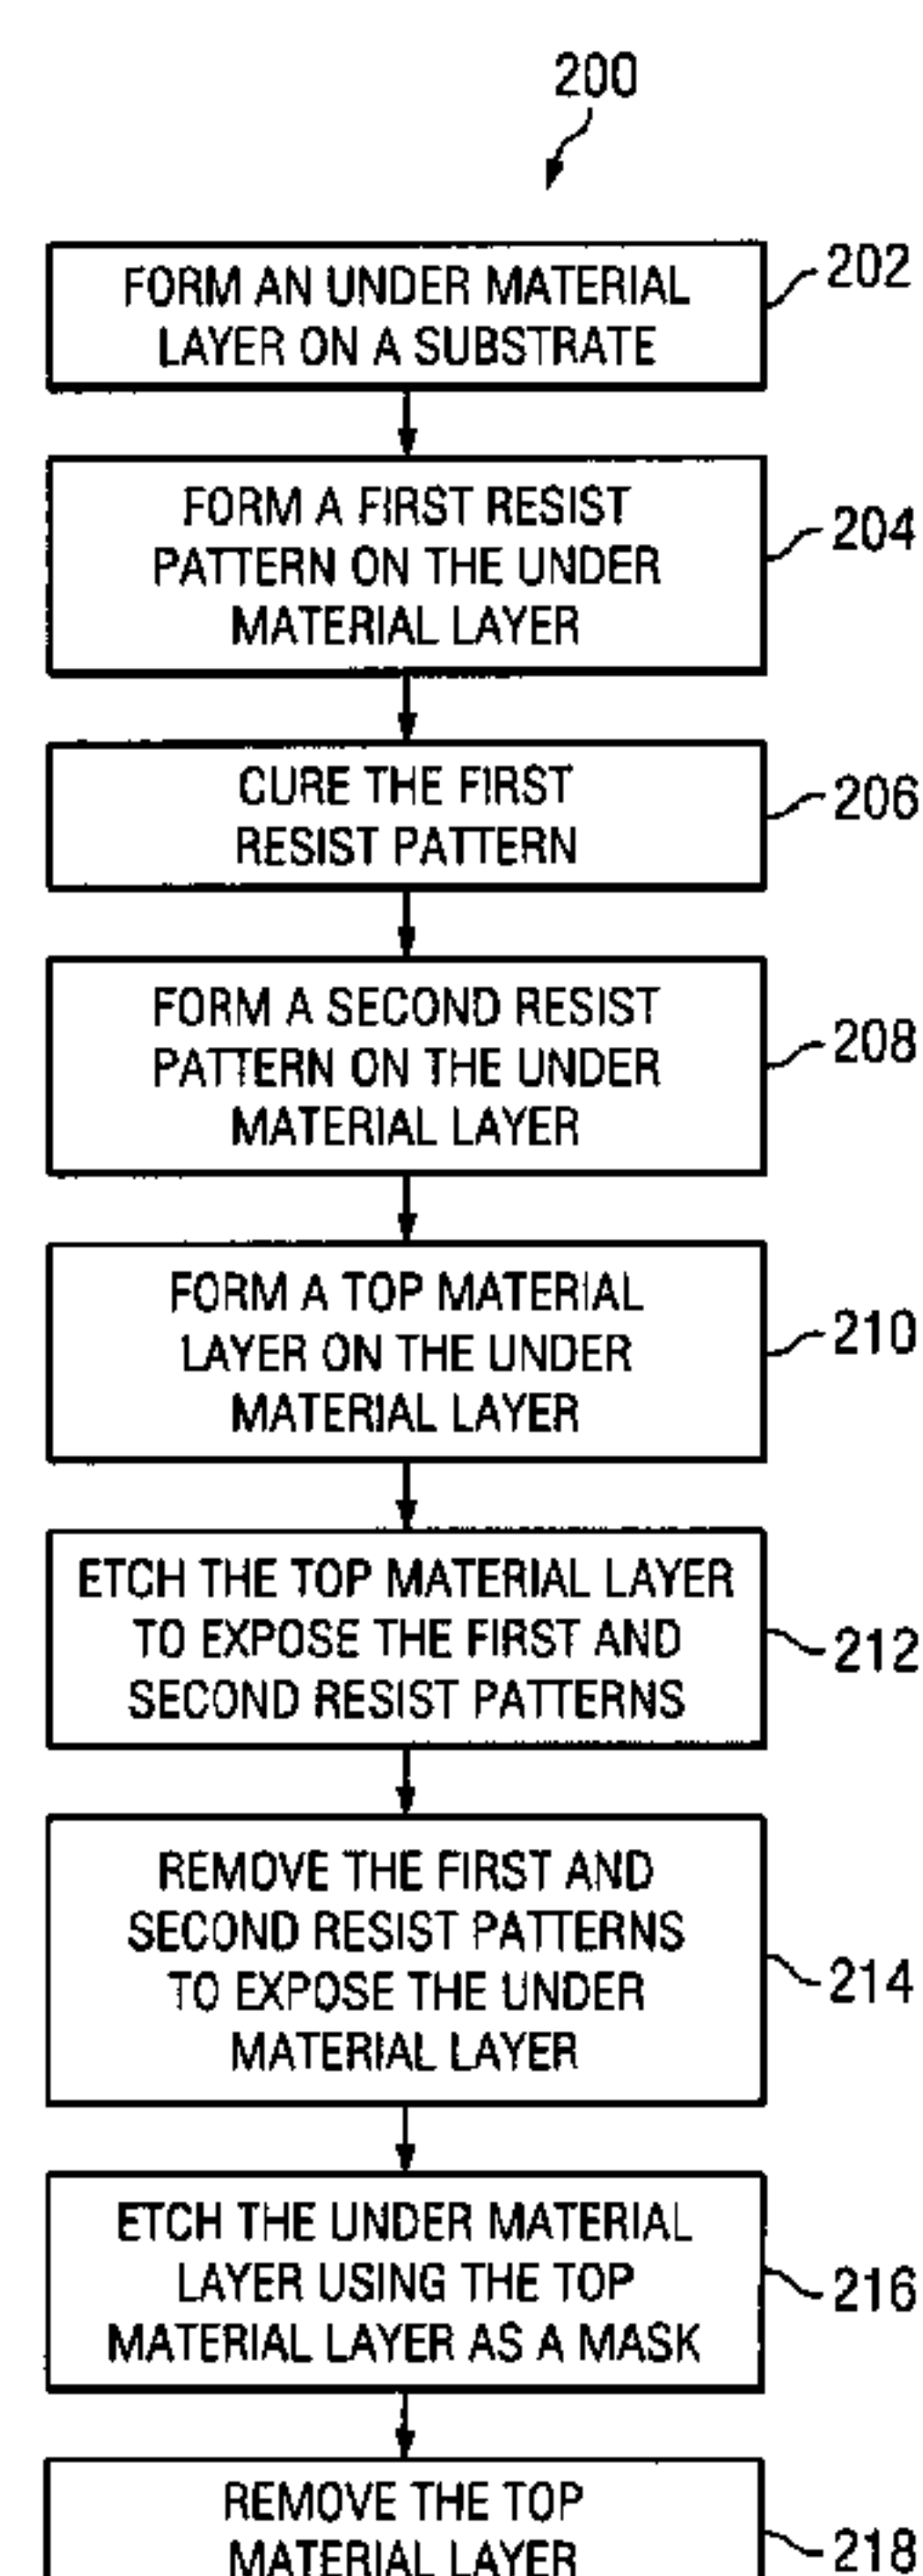 200
FORM AN UNDER MATERIAL
LAYER ON A SUBSTRATE
202
FORM A FIRST RESIST
PATTERN ON THE UNDER
MATERIAL LAYER
204
CURE THE FIRST
RESIST PATTERN
206
FORM A SECOND RESIST
PATTERN ON THE UNDER
MATERIAL LAYER
208
FORM A TOP MATERIAL
LAYER ON THE UNDER
MATERIAL LAYER
210
ETCH THE TOP MATERIAL LAYER
TO EXPOSE THE FIRST AND
SECOND RESIST PATTERNS
212
REMOVE THE FIRST AND
SECOND RESIST PATTERNS
TO EXPOSE THE UNDER
MATERIAL LAYER
214
ETCH THE UNDER MATERIAL
LAYER USING THE TOP
MATERIAL LAYER AS A MASK
216
REMOVE THE TOP
MATERIAL LAYER
218